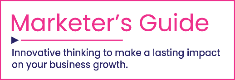 Marketer's Guide
Innovative thinking to make a lasting impact
on your business growth.